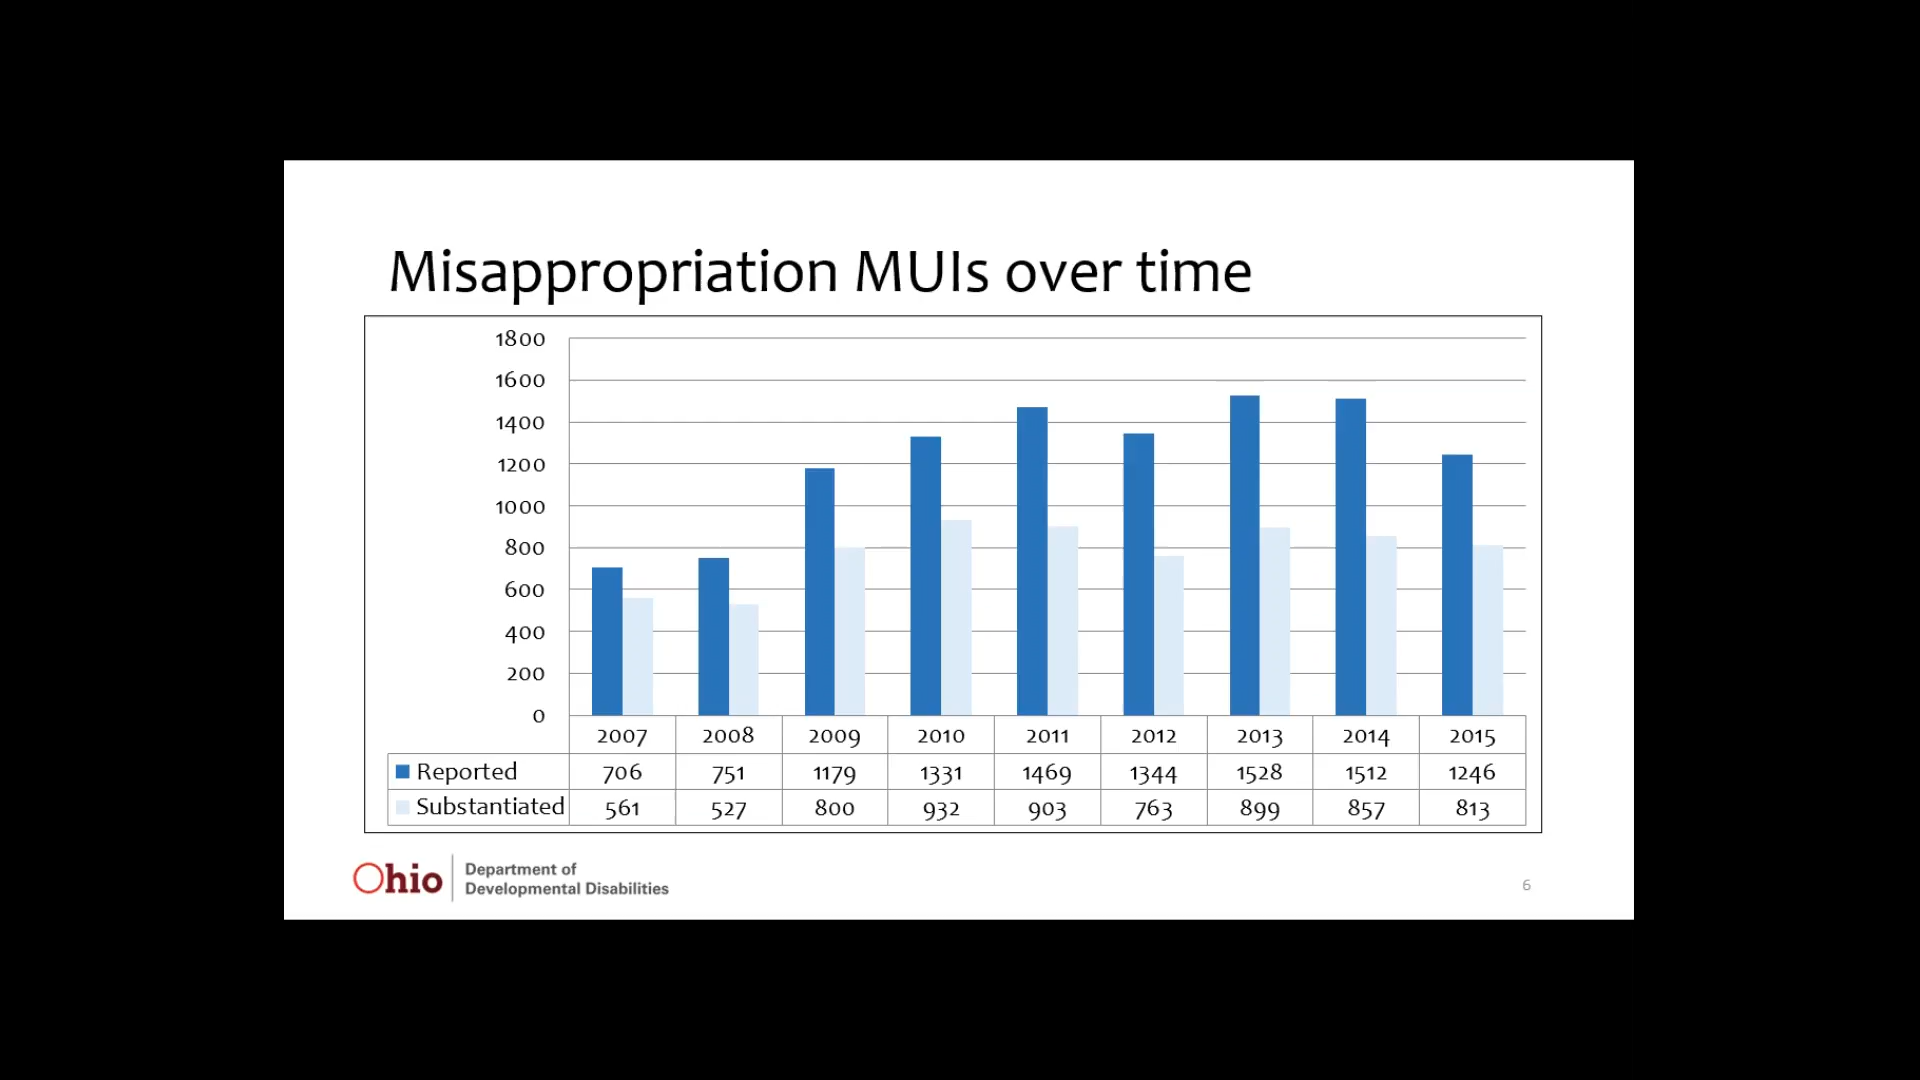 Misappropriation MUIs over time
1800
1600
1400
1200
1000
800
600
400
200
0
2007 2008 2009 2010 2011 2012 2013 2014 2015
Reported 706 751 1179 1331 1469 1344 1528 1512 1246
Substantiated 561 527 800 932 903 763 899 857 813
Ohio
Department of
Developmental Disabilities
6